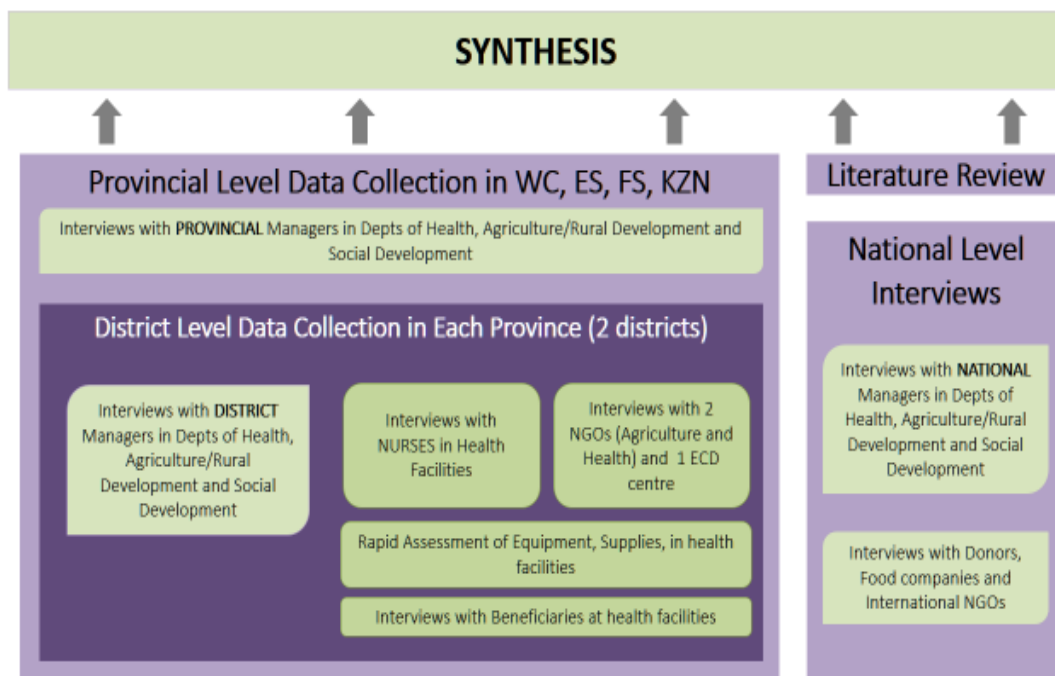 SYNTHESIS
Provincial Level Data Collection in WC, ES, FS, KZN
Interviews with PROVINCIAL Managers in Depts of Health, Agriculture/Rural Development and
Social Development
District Level Data Collection in Each Province (2 districts)
Interviews with DISTRICT
Managers in Depts of Health,
Agriculture/Rural
Development and Social
Development
Interviews with
NURSES in Health
Facilities
Interviews with 2
NGOs (Agriculture and
Health) and 1 ECD
centre
Rapid Assessment of Equipment, Supplies, in health
facilities
Interviews with Beneficiaries at health facilities
Literature Review
National Level
Interviews
Interviews with NATIONAL
Managers in Depts of
Health, Agriculture/Rural
Development and Social
Development
Interviews with Donors,
Food companies and
International NGOs